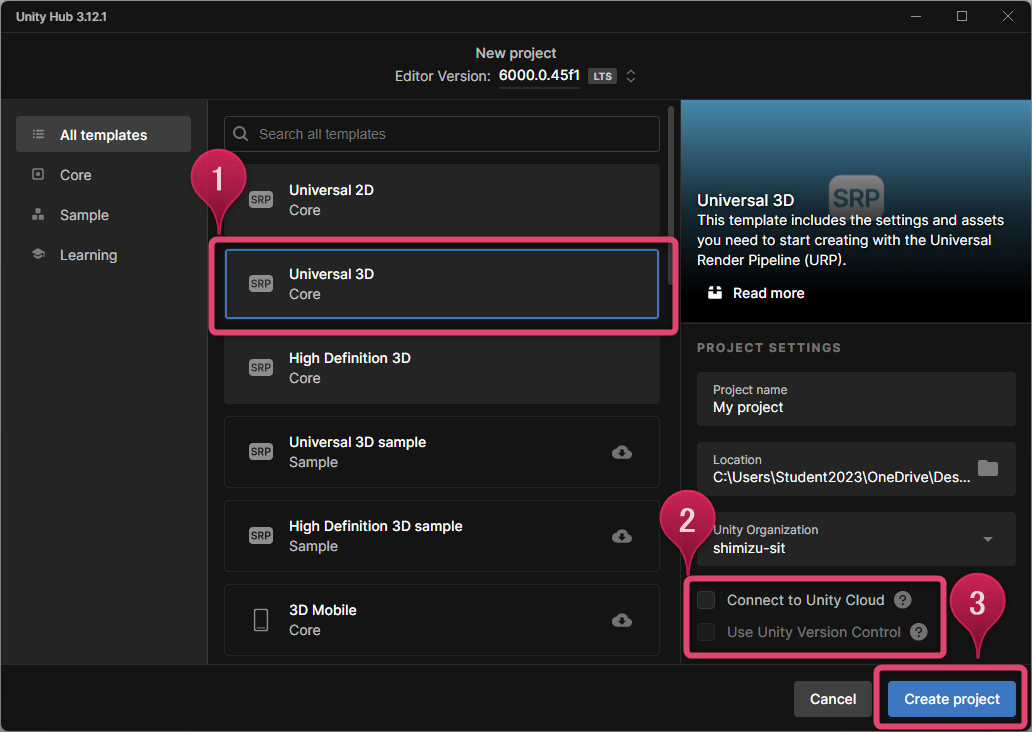 Unity Hub 3.12.1
New project
Editor Version: 6000.0.45f1 LTS
All templates
Core
Sample
Learning
Search all templates
1
SRP
Universal 2D
Core
SRP
Universal 3D
Core
SRP
High Definition 3D
Core
SRP
Universal 3D sample
Sample
SRP
High Definition 3D sample
Sample
3D Mobile
Core
SRP
Universal 3D
This template includes the settings and assets
you need to start creating with the Universal
Render Pipeline (URP).
Read more
PROJECT SETTINGS
Project name
My project
Location
C:\Users\Student2023\OneDrive\Des...
2
Unity Organization
shimizu-sit
Connect to Unity Cloud ?
Use Unity Version Control ?
3
Cancel
Create project